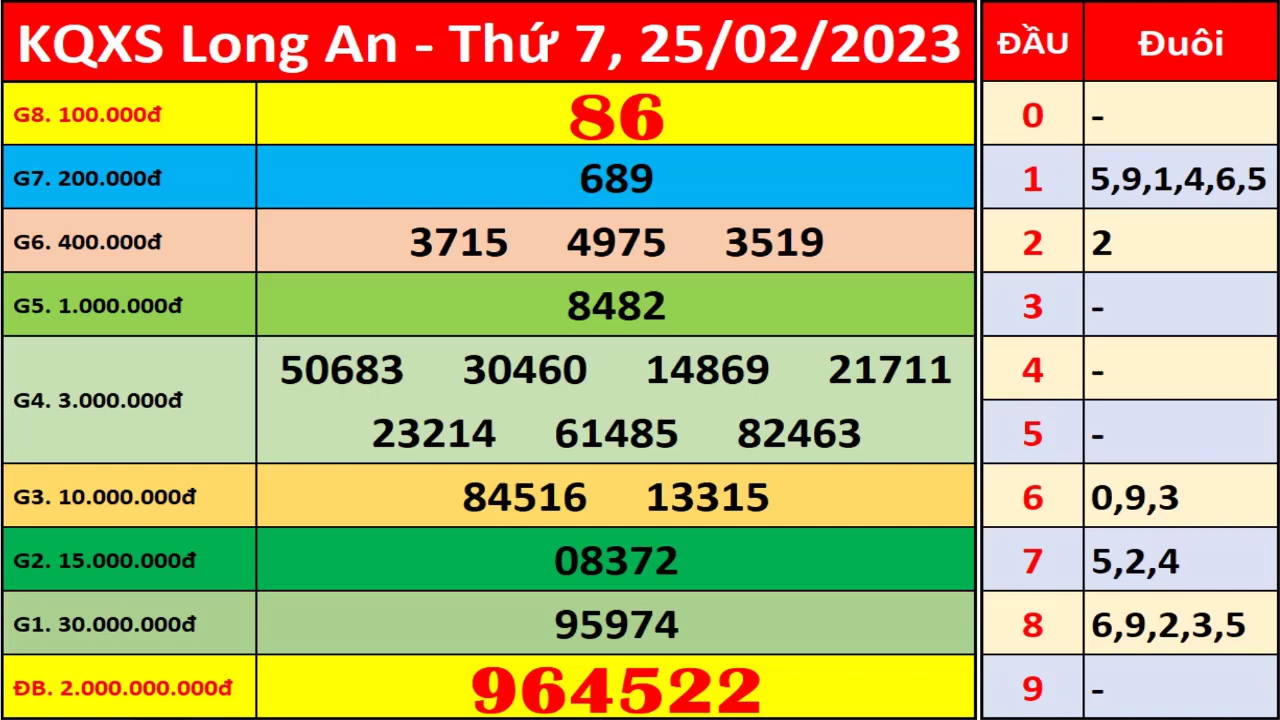 KQXS Long An - Thứ 7, 25/02/2023
G8. 100.000đ 86
G7. 200.000đ 689
G6. 400.000đ 3715 4975 3519
G5. 1.000.000đ 8482
G4. 3.000.000đ
50683 30460 14869 21711
23214 61485 82463
G3. 10.000.000đ 84516 13315
G2. 15.000.000đ 08372
G1. 30.000.000đ 95974
ĐB. 2.000.000.000đ 964522
ĐẦU Đuôi
0 -
1 5,9,1,4,6,5
2 2
3 -
4 -
5 -
6 0,9,3
7 5,2,4
8 6,9,2,3,5
9 -